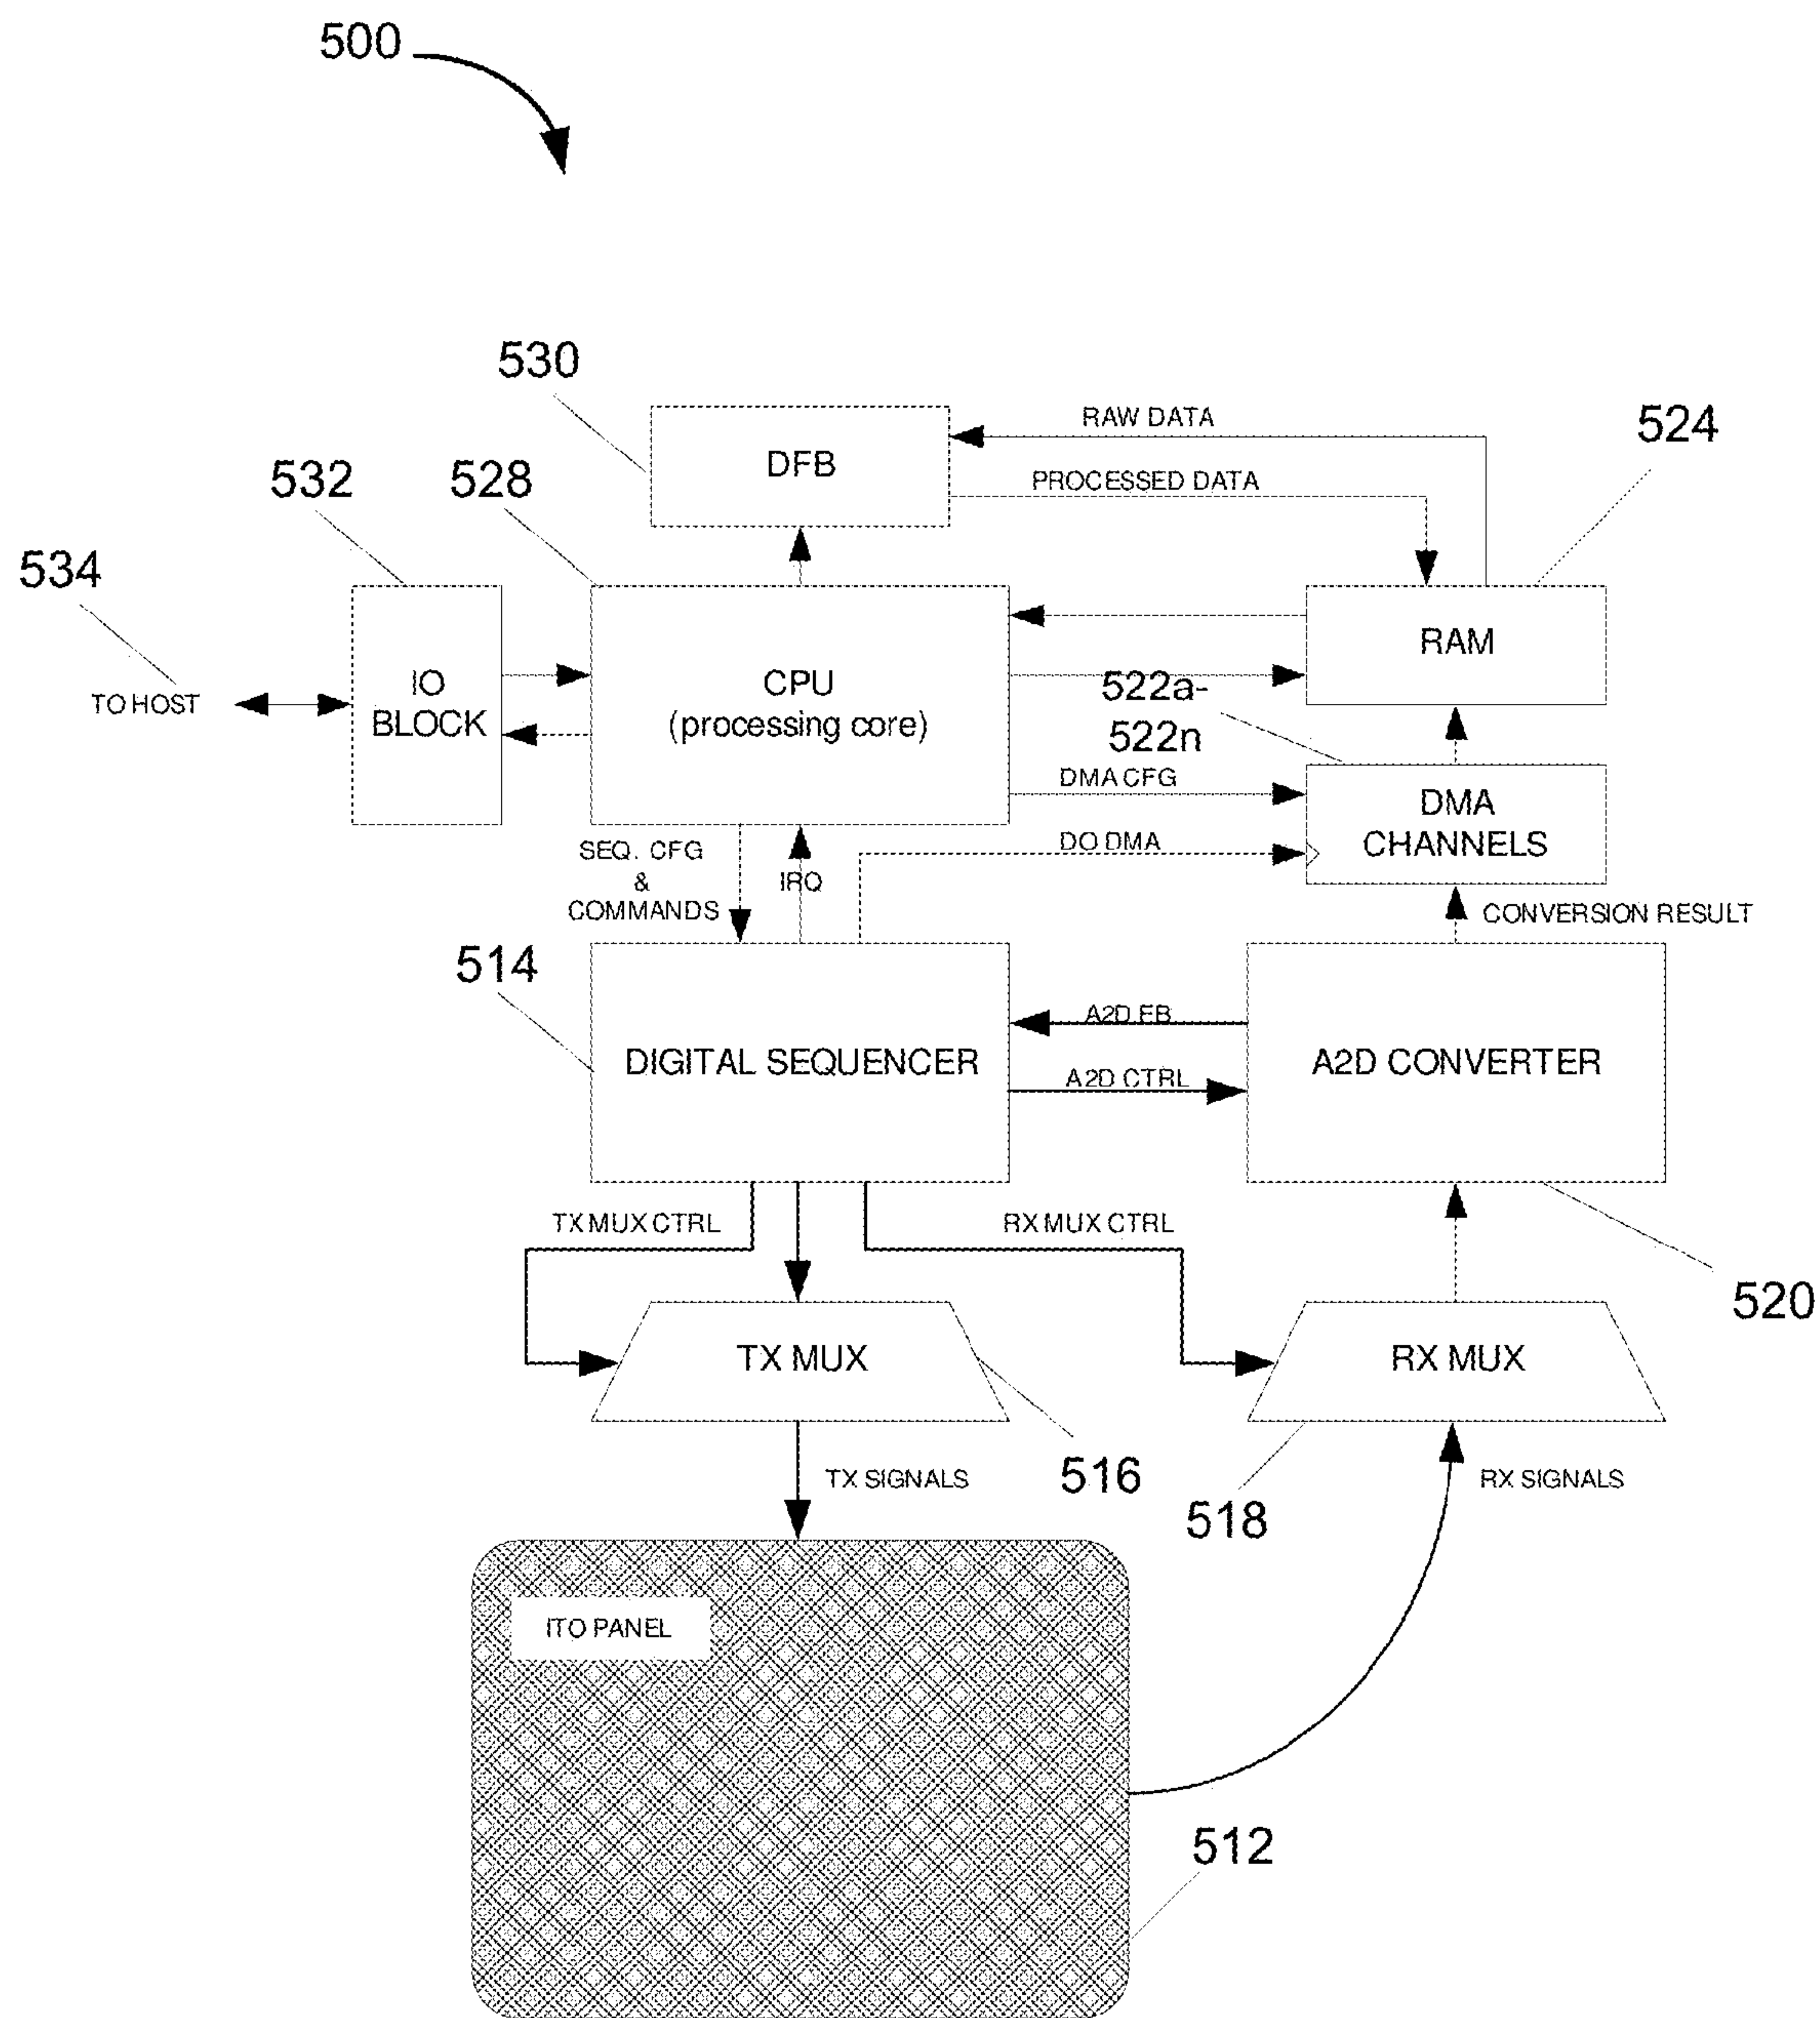 500
530
RAW DATA
524
DFB
532
528
PROCESSED DATA
534
RAM
IO
BLOCK
CPU
(processing core)
522a-
522n
TO HOST
DMA CFG
DMA
CHANNELS
SEQ. CFG
&
COMMANDS
IRQ
DO DMA
CONVERSION RESULT
514
A2D FB
DIGITAL SEQUENCER
A2D CONVERTER
A2D CTRL
TX MUX CTRL
RX MUX CTRL
520
TX MUX
RX MUX
516
TX SIGNALS
518
RX SIGNALS
ITO PANEL
512